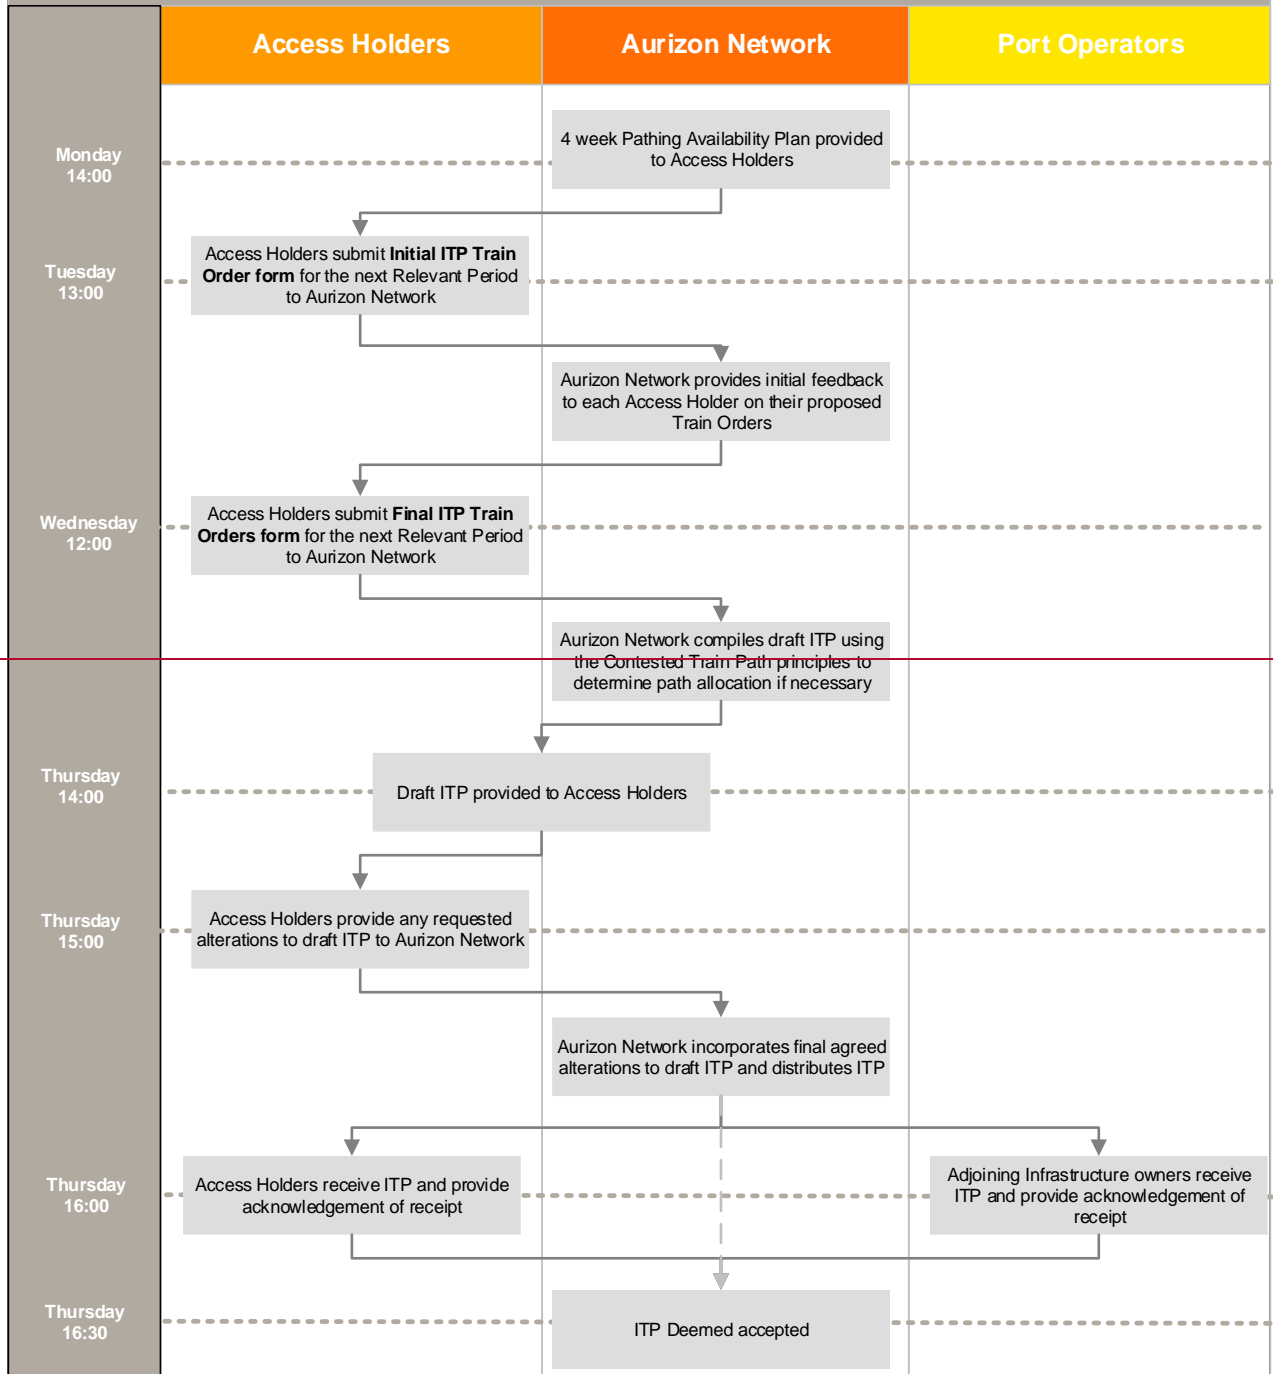 Access Holders
Aurizon Network
Port Operators
Monday
14:00
4 week Pathing Availability Plan provided
to Access Holders
Tuesday
13:00
Access Holders submit Initial ITP Train
Order form for the next Relevant Period
to Aurizon Network
Aurizon Network provides initial feedback
to each Access Holder on their proposed
Train Orders
Wednesday
12:00
Access Holders submit Final ITP Train
Orders form for the next Relevant Period
to Aurizon Network
Aurizon Network compiles draft ITP using
the Contested Train Path principles to
determine path allocation if necessary
Thursday
14:00
Draft ITP provided to Access Holders
Thursday
15:00
Access Holders provide any requested
alterations to draft ITP to Aurizon Network
Aurizon Network incorporates final agreed
alterations to draft ITP and distributes ITP
Thursday
16:00
Access Holders receive ITP and provide
acknowledgement of receipt
Adjoining Infrastructure owners receive
ITP and provide acknowledgement of
receipt
Thursday
16:30
ITP Deemed accepted